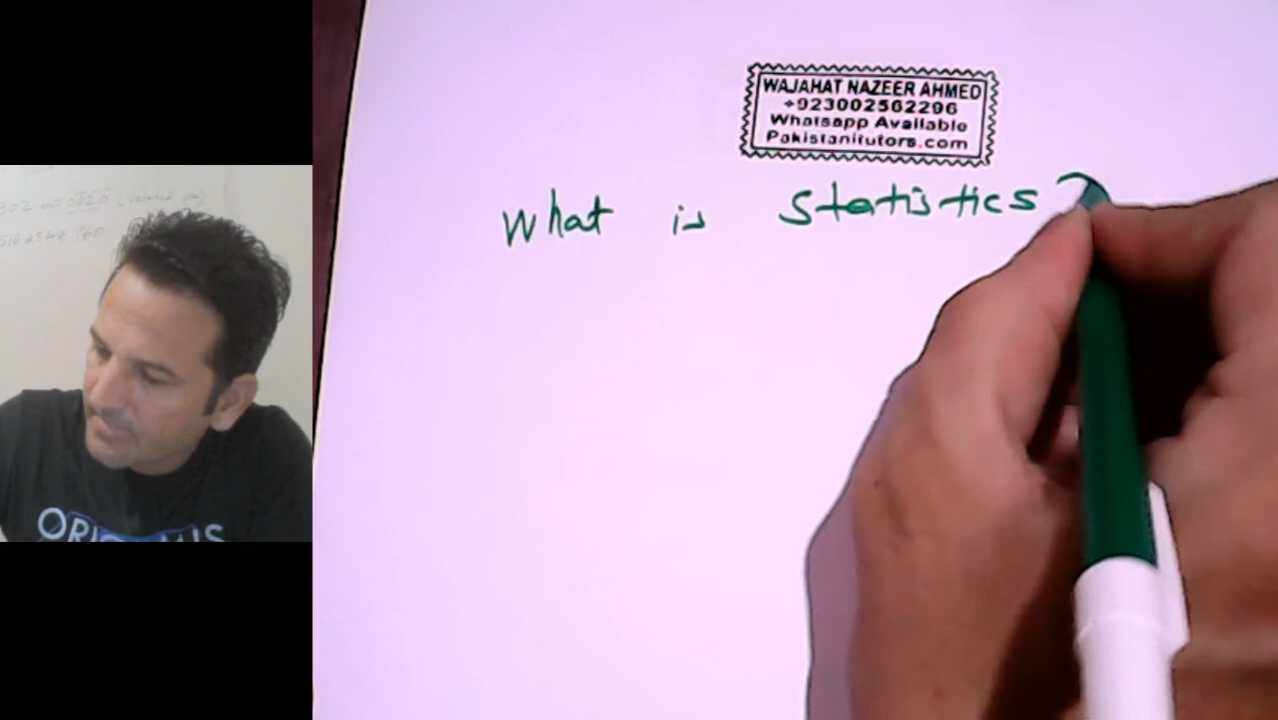 WAJAHAT NAZEER AHMED
+923002562296
Whatsapp Available
Pakistanitutors.com
What is Statistics?